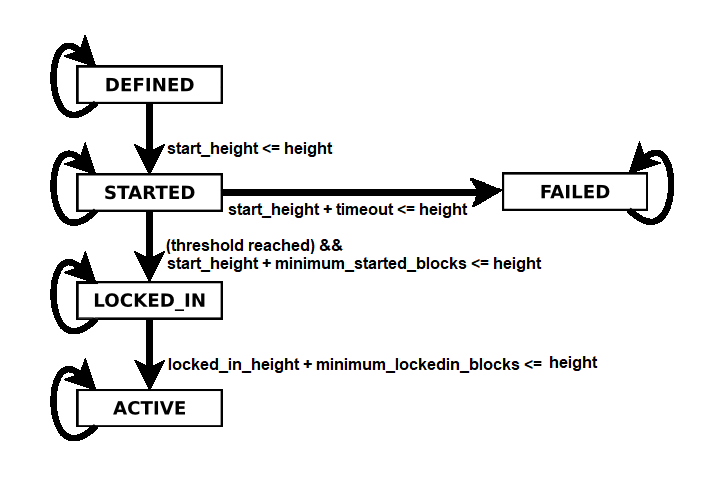 DEFINED
start_height <= height
STARTED
FAILED
start_height + timeout <= height
(threshold reached) &&
start_height + minimum_started_blocks <= height
LOCKED_IN
locked_in_height + minimum_lockedin_blocks <= height
ACTIVE